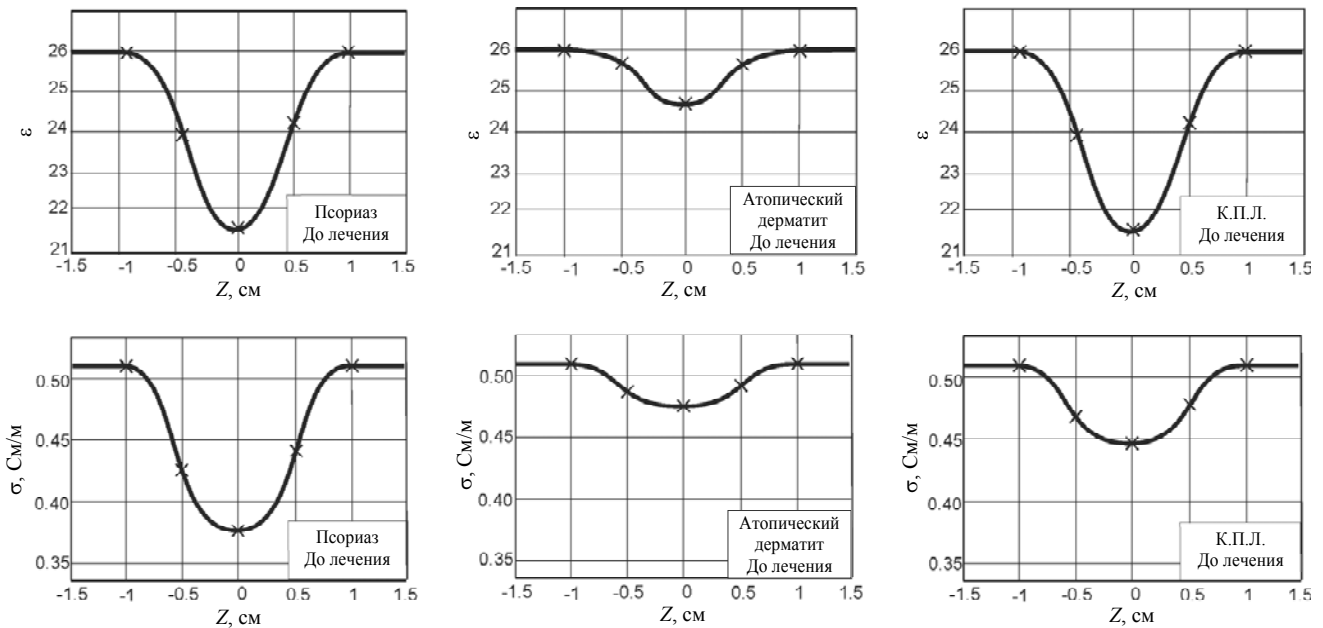 26
25
24
23
22
21
ε
Псориаз
До лечения
-1.5 -1 -0.5 0 0.5 1 1.5
Z, см
26
25
24
23
22
21
ε
Атопический
дерматит
До лечения
-1.5 -1 -0.5 0 0.5 1 1.5
Z, см
26
25
24
23
22
21
ε
К.П.Л.
До лечения
-1.5 -1 -0.5 0 0.5 1 1.5
Z, см
0.50
0.45
0.40
0.35
σ, См/м
Псориаз
До лечения
-1.5 -1 -0.5 0 0.5 1 1.5
Z, см
0.50
0.45
0.40
0.35
σ, См/м
Атопический
дерматит
До лечения
-1.5 -1 -0.5 0 0.5 1 1.5
Z, см
0.50
0.45
0.40
0.35
σ, См/м
К.П.Л.
До лечения
-1.5 -1 -0.5 0 0.5 1 1.5
Z, см